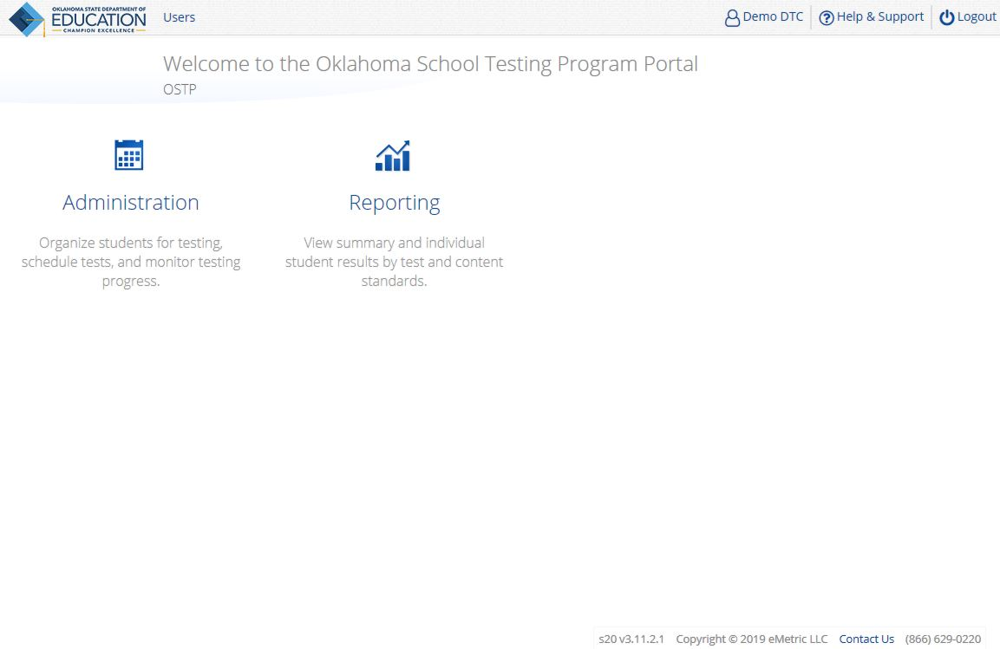 OKLAHOMA STATE DEPARTMENT OF
EDUCATION
CHAMPION EXCELLENCE
Users
Demo DTC
Help & Support
Logout
Welcome to the Oklahoma School Testing Program Portal
OSTP
Administration
Organize students for testing,
schedule tests, and monitor testing
progress.
Reporting
View summary and individual
student results by test and content
standards.
s20 v3.11.2.1 Copyright © 2019 eMetric LLC Contact Us (866) 629-0220